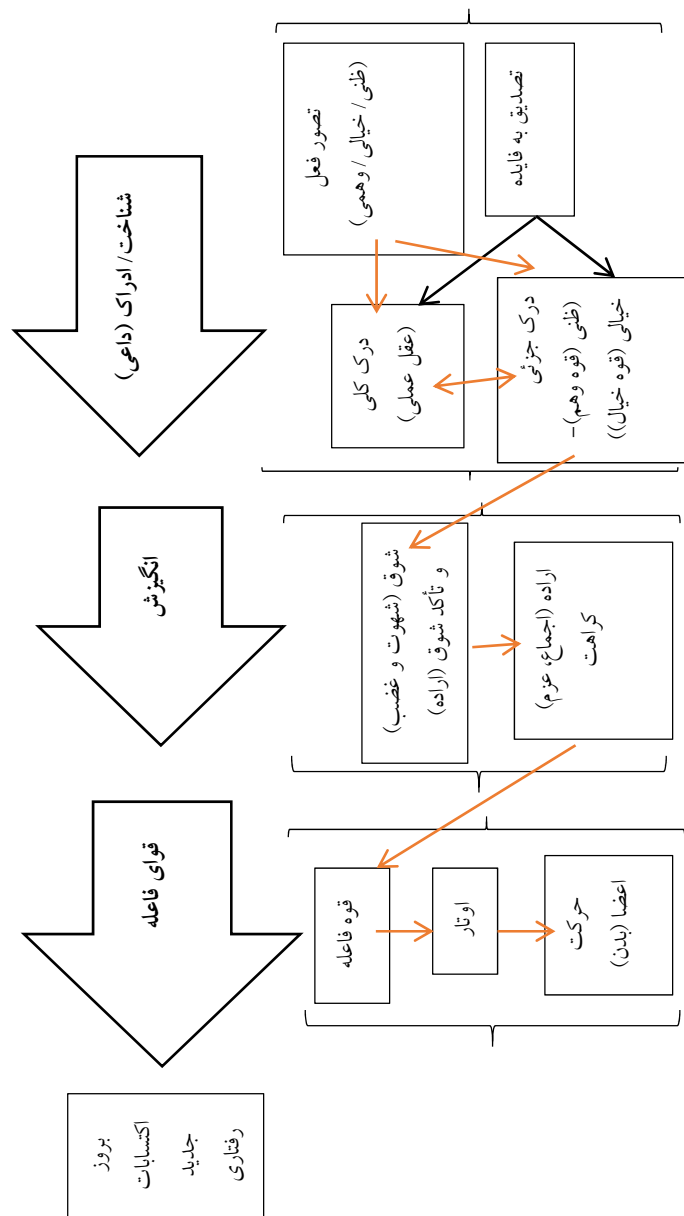 تصور فعل
(ظنی/ خیالی/ وهمی)
تصدیق به فایده
شناخت/ ادراک (داعی)
درک کلی
(عقل عملی)
درک جزئی
(ظنی (قوه وهم)–
خیالی (قوه خیال))
انگیزش
شوق (شهوت و غضب)
و تأکد شوق (اراده)
اراده (اجماع، عزم)
کراهت
قوای فاعله
قوه فاعله
اوتار
حرکت
اعضا (بدن)
بروز
اکتسابات
جدید
رفتاری